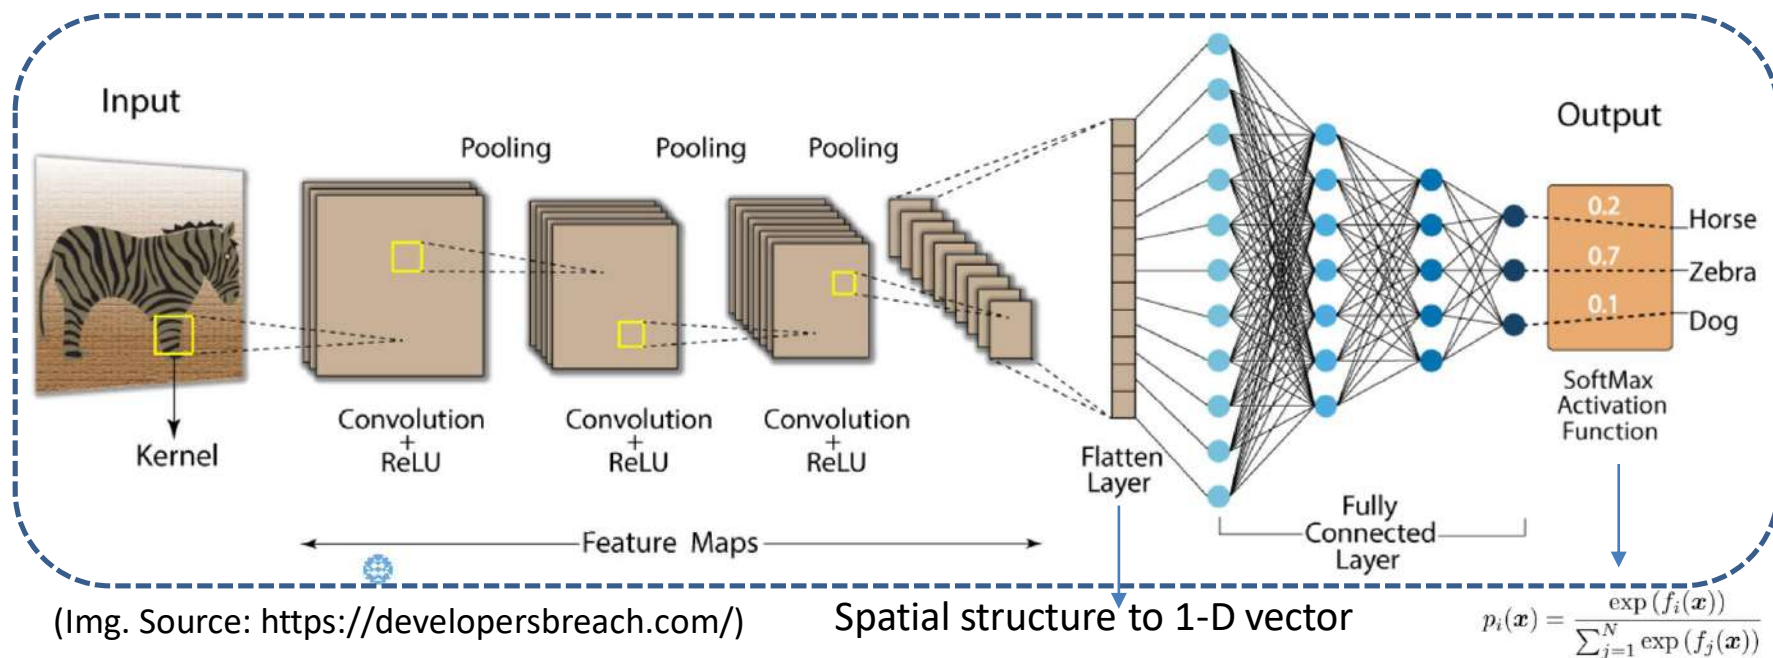 Input
Pooling
Pooling
Pooling
Output
0.2
Horse
0.7
Zebra
0.1
Dog
Kernel
Convolution
+
ReLU
Convolution
+
ReLU
Convolution
+
ReLU
Flatten
Layer
SoftMax
Activation
Function
Feature Maps
Fully
Connected
Layer
(Img. Source: https://developersbreach.com/)
Spatial structure to 1-D vector
p_i(x) = exp (f_i(x)) / ∑_{j=1}^{N} exp (f_j(x))